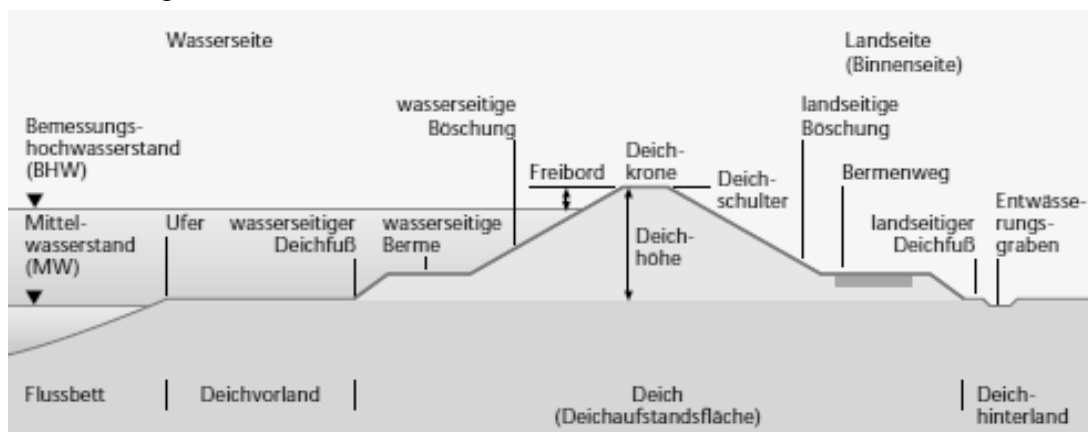 Wasserseite
Landseite
(Binnenseite)
wasserseitige
Böschung
landseitige
Böschung
Bemessungs-
hochwasserstand
(BHW)
Freibord
Deich-
krone
Deich-
schulter
Bermenweg
Mittel-
wasserstand
(MW)
Ufer
wasserseitiger
Deichfuß
wasserseitige
Berme
Deich-
höhe
landseitiger
Deichfuß
Entwässe-
rungs-
graben
Flussbett
Deichvorland
Deich
(Deichaufstandsfläche)
Deich-
hinterland